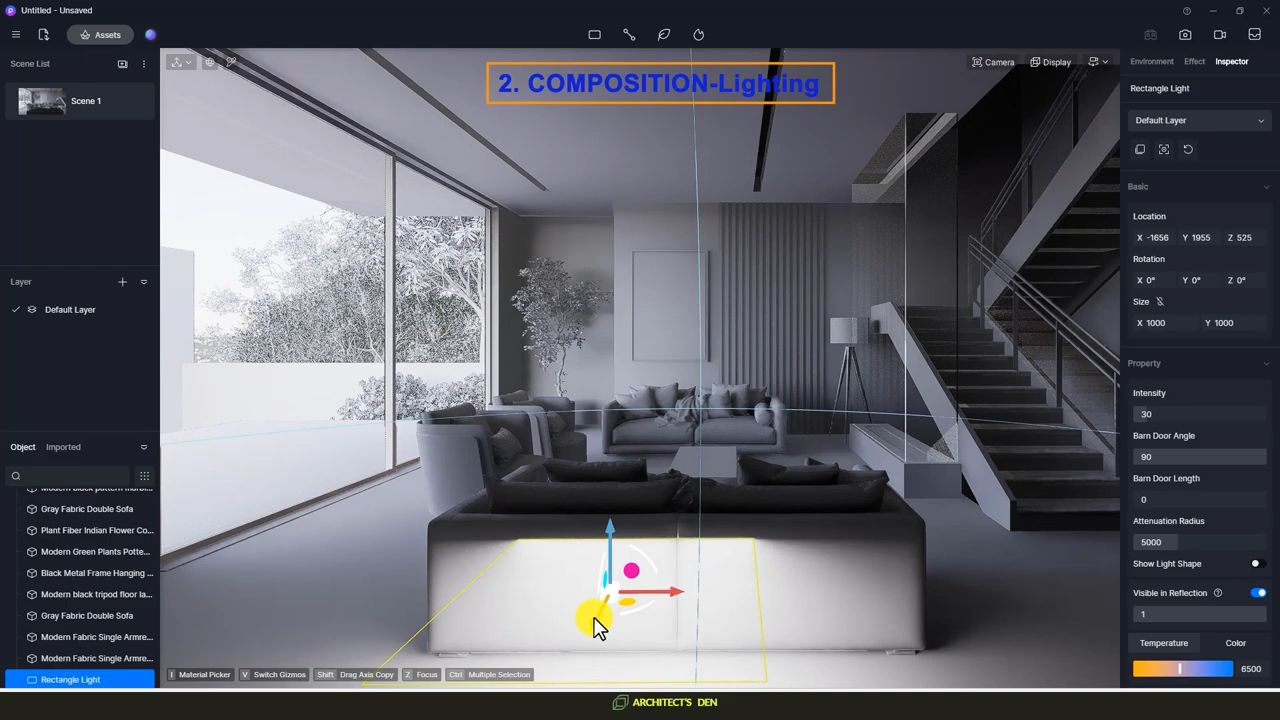 Untitled - Unsaved
Assets
Scene List
Scene 1
Layer
Default Layer
Object
Imported
Modern black pattern marbl...
Gray Fabric Double Sofa
Plant Fiber Indian Flower Co...
Modern Green Plants Potte...
Black Metal Frame Hanging ...
Modern black tripod floor la...
Gray Fabric Double Sofa
Modern Fabric Single Armre...
Modern Fabric Single Armre...
Rectangle Light
2. COMPOSITION-Lighting
Camera
Display
I Material Picker
V Switch Gizmos
Shift Drag Axis Copy
Z Focus
Ctrl Multiple Selection
Environment
Effect
Inspector
Rectangle Light
Default Layer
Basic
Location
X -1656 Y 1955 Z 525
Rotation
X 0° Y 0° Z 0°
Size
X 1000 Y 1000
Property
Intensity
30
Barn Door Angle
90
Barn Door Length
0
Attenuation Radius
5000
Show Light Shape
Visible in Reflection
1
Temperature
Color
6500
ARCHITECT'S DEN